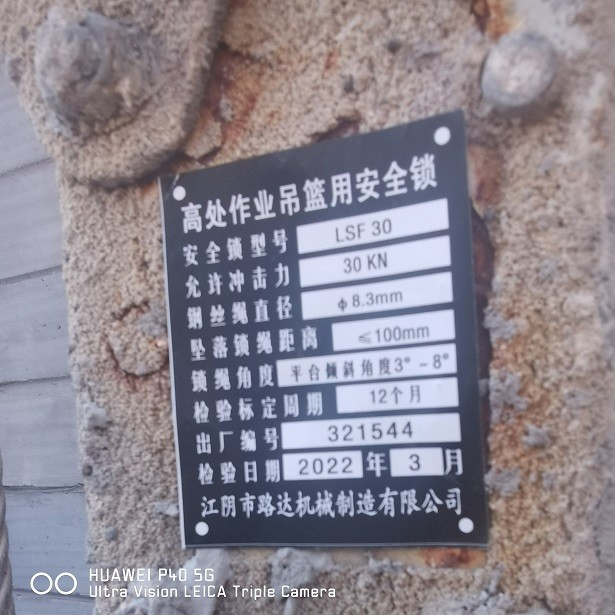 高处作业吊篮用安全锁
安全锁型号 LSF 30
允许冲击力 30 KN
钢丝绳直径 φ8.3mm
坠落锁绳距离 ≤100mm
锁绳角度 平台倾斜角度3°-8°
检验标定周期 12个月
出厂编号 321544
检验日期 2022 年 3 月
江阴市路达机械制造有限公司
HUAWEI P40 5G
Ultra Vision LEICA Triple Camera